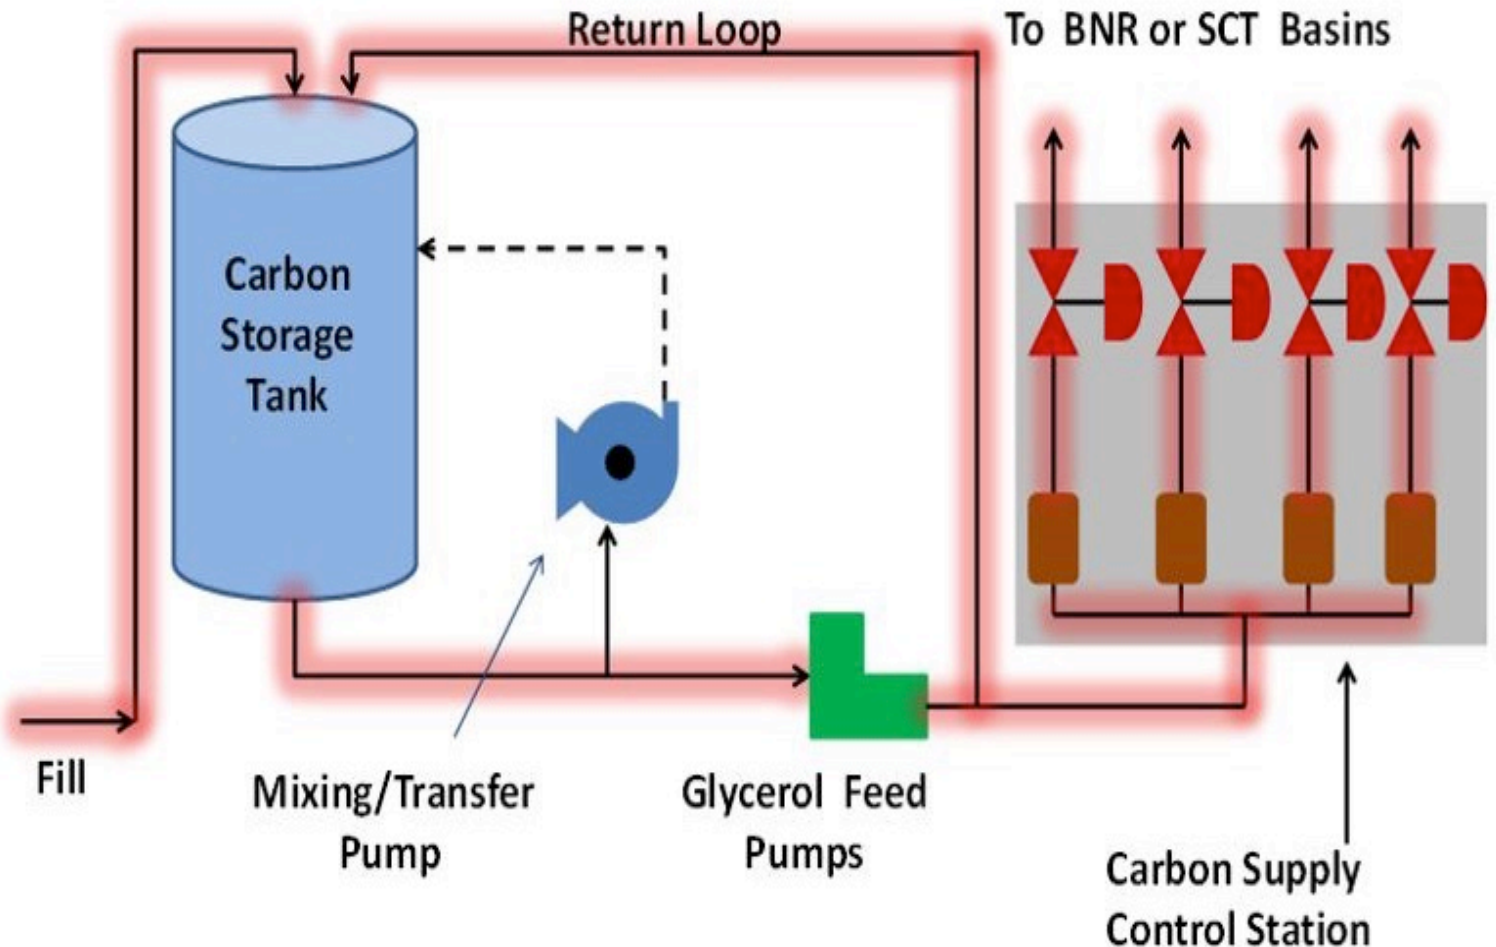 Return Loop
To BNR or SCT Basins
Carbon
Storage
Tank
Fill
Mixing/Transfer
Pump
Glycerol Feed
Pumps
Carbon Supply
Control Station